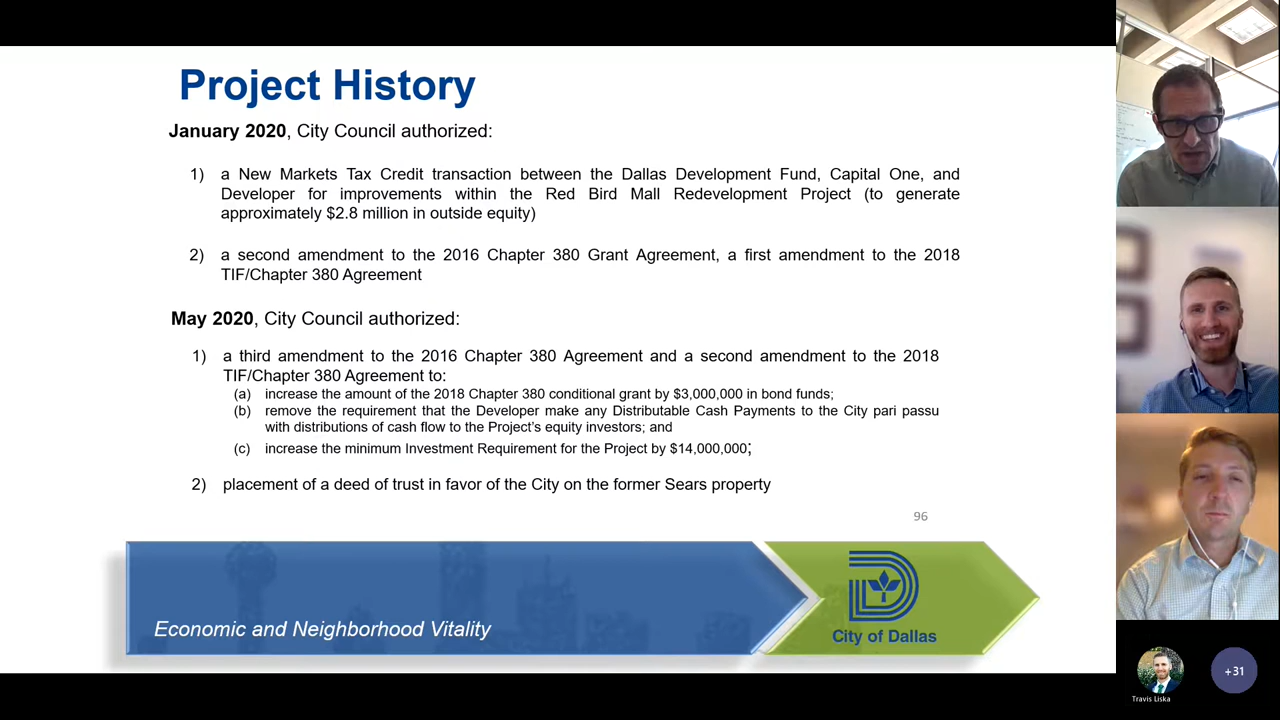 Project History
January 2020, City Council authorized:
1) a New Markets Tax Credit transaction between the Dallas Development Fund, Capital One, and
Developer for improvements within the Red Bird Mall Redevelopment Project (to generate
approximately $2.8 million in outside equity)
2) a second amendment to the 2016 Chapter 380 Grant Agreement, a first amendment to the 2018
TIF/Chapter 380 Agreement
May 2020, City Council authorized:
1) a third amendment to the 2016 Chapter 380 Agreement and a second amendment to the 2018
TIF/Chapter 380 Agreement to:
(a) increase the amount of the 2018 Chapter 380 conditional grant by $3,000,000 in bond funds;
(b) remove the requirement that the Developer make any Distributable Cash Payments to the City pari passu
with distributions of cash flow to the Project's equity investors; and
(c) increase the minimum Investment Requirement for the Project by $14,000,000;
2) placement of a deed of trust in favor of the City on the former Sears property
96
Economic and Neighborhood Vitality
City of Dallas
Travis Liska
+31